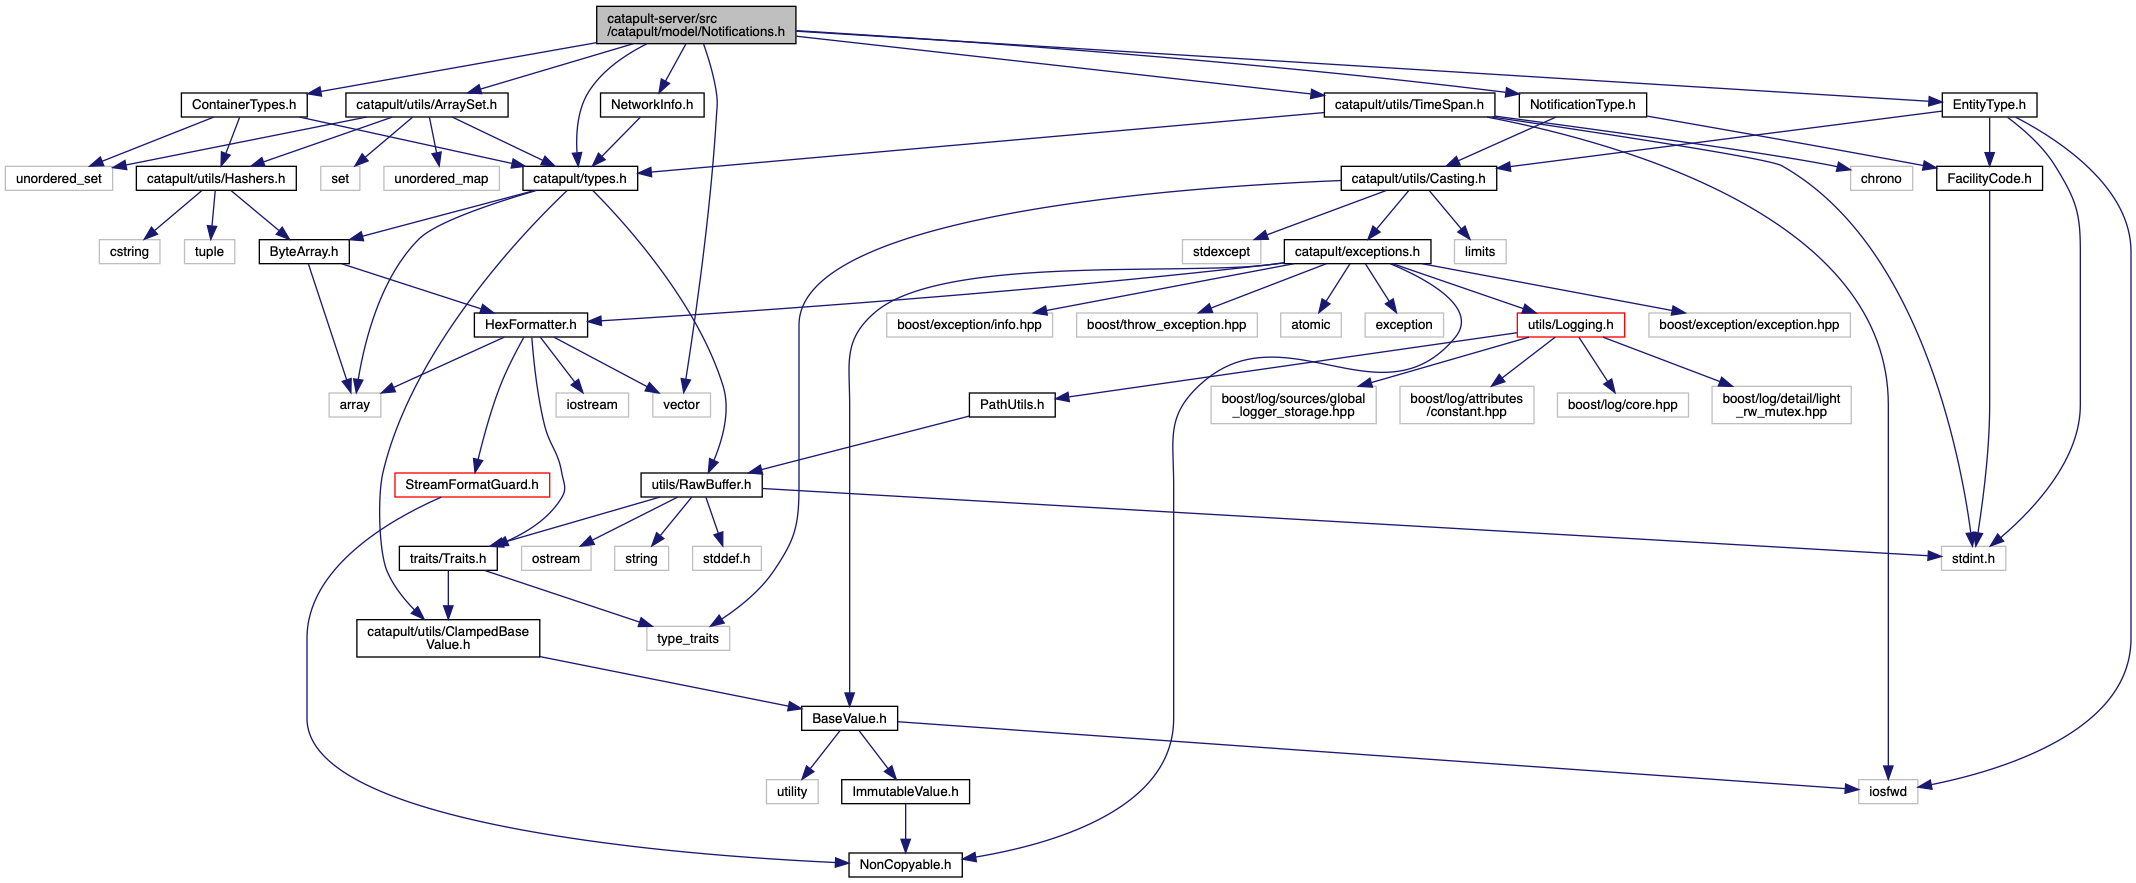 catapult-server/src
/catapult/model/Notifications.h
ContainerTypes.h
catapult/utils/ArraySet.h
NetworkInfo.h
catapult/utils/TimeSpan.h
NotificationType.h
EntityType.h
unordered_set
catapult/utils/Hashers.h
set
unordered_map
catapult/types.h
catapult/utils/Casting.h
chrono
FacilityCode.h
cstring
tuple
ByteArray.h
stdexcept
catapult/exceptions.h
limits
HexFormatter.h
boost/exception/info.hpp
boost/throw_exception.hpp
atomic
exception
utils/Logging.h
boost/exception/exception.hpp
array
iostream
vector
PathUtils.h
boost/log/sources/global
_logger_storage.hpp
boost/log/attributes
/constant.hpp
boost/log/core.hpp
boost/log/detail/light
_rw_mutex.hpp
StreamFormatGuard.h
utils/RawBuffer.h
traits/Traits.h
ostream
string
stddef.h
stdint.h
catapult/utils/ClampedBase
Value.h
type_traits
BaseValue.h
utility
ImmutableValue.h
iosfwd
NonCopyable.h